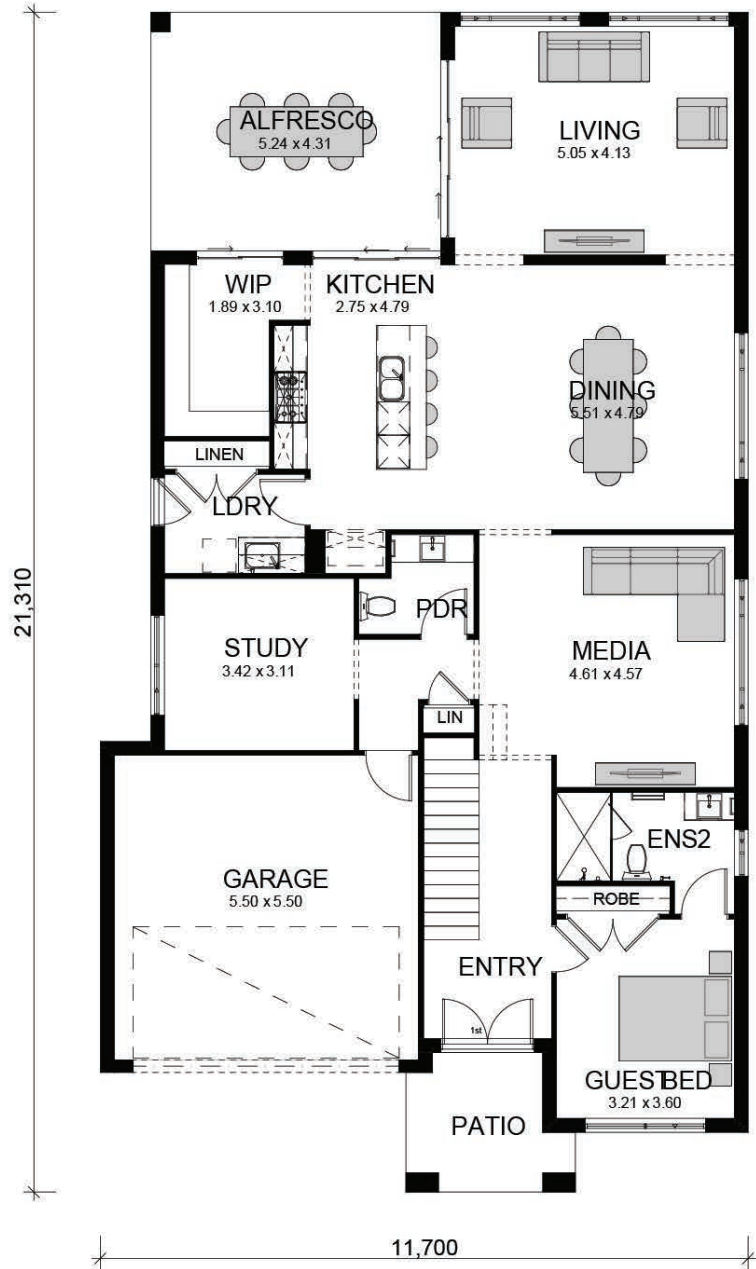 ALFRESCO
5.24 x 4.31
LIVING
5.05 x 4.13
WIP
1.89 x 3.10
KITCHEN
2.75 x 4.79
DINING
5.51 x 4.79
LINEN
LDRY
21,310
PDR
STUDY
3.42 x 3.11
MEDIA
4.61 x 4.57
LIN
ENS2
GARAGE
5.50 x 5.50
ROBE
ENTRY
1st
GUEST BED
3.21 x 3.60
PATIO
11,700